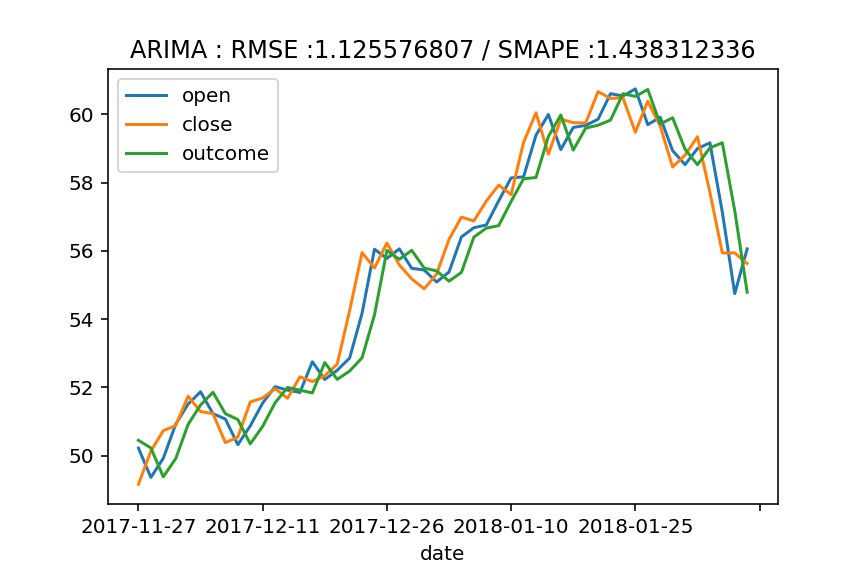 ARIMA : RMSE :1.125576807 / SMAPE :1.438312336
open
close
outcome
60
58
56
54
52
50
2017-11-27 2017-12-11 2017-12-26 2018-01-10 2018-01-25
date